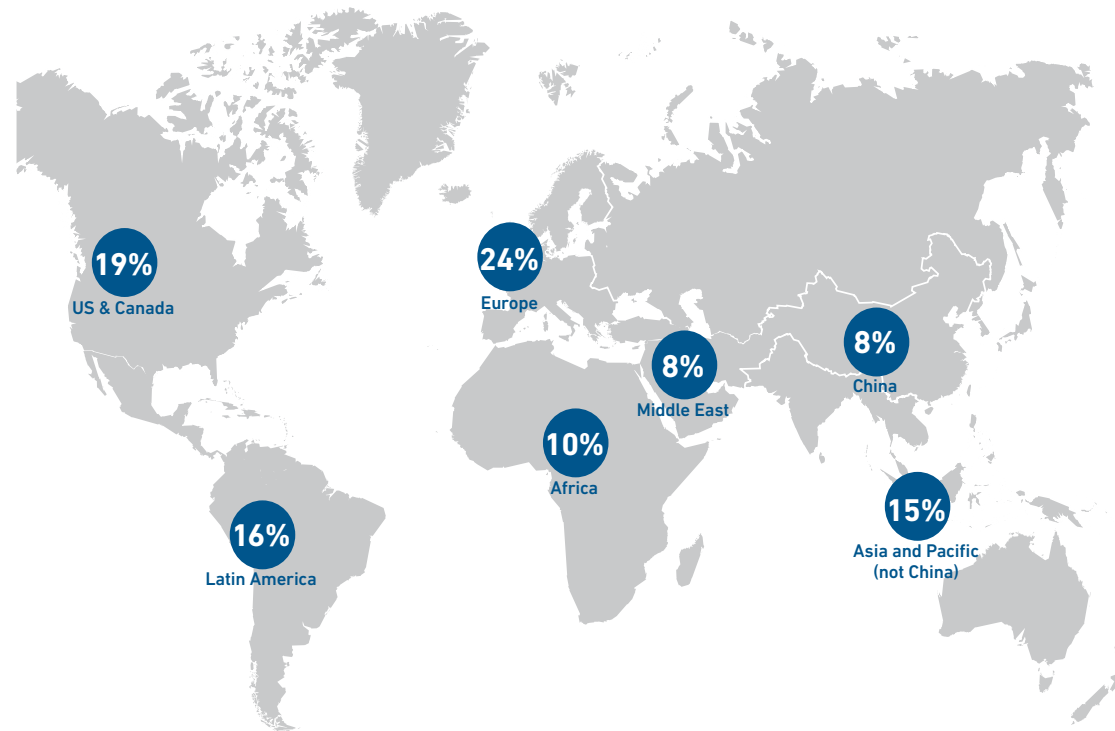 19%
US & Canada
24%
Europe
8%
China
8%
Middle East
10%
Africa
15%
Asia and Pacific
(not China)
16%
Latin America